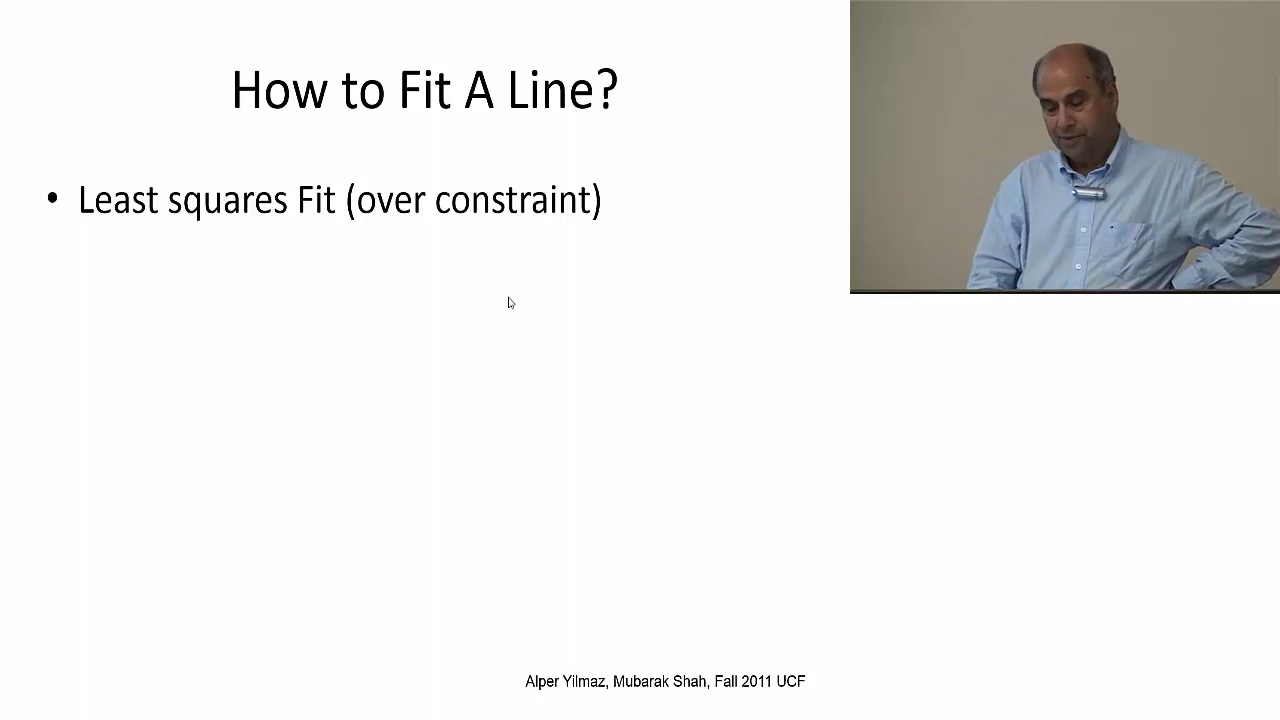 How to Fit A Line?
• Least squares Fit (over constraint)
Alper Yilmaz, Mubarak Shah, Fall 2011 UCF